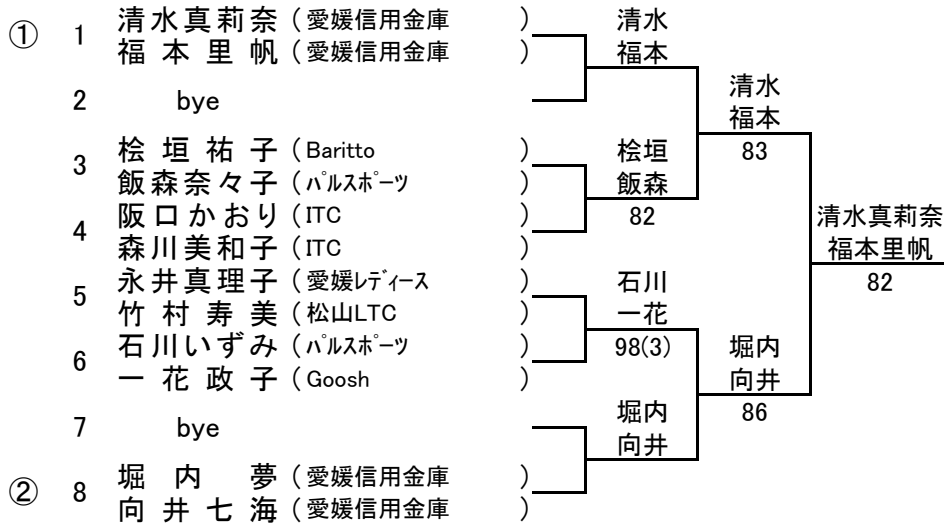 ① 1 清水真莉奈 (愛媛信用金庫 )
福本里帆 (愛媛信用金庫 )
2 bye
3 桧垣祐子 (Baritto )
飯森奈々子 (ﾊﾟﾙｽﾎﾟｰﾂ )
4 阪口かおり (ITC )
森川美和子 (ITC )
5 永井真理子 (愛媛ﾚﾃﾞｨｰｽ )
竹村寿美 (松山LTC )
6 石川いずみ (ﾊﾟﾙｽﾎﾟｰﾂ )
一花政子 (Goosh )
7 bye
② 8 堀内夢 (愛媛信用金庫 )
向井七海 (愛媛信用金庫 )
清水
福本
桧垣
飯森
82
石川
一花
98(3)
堀内
向井
清水
福本
83
堀内
向井
86
清水真莉奈
福本里帆
82